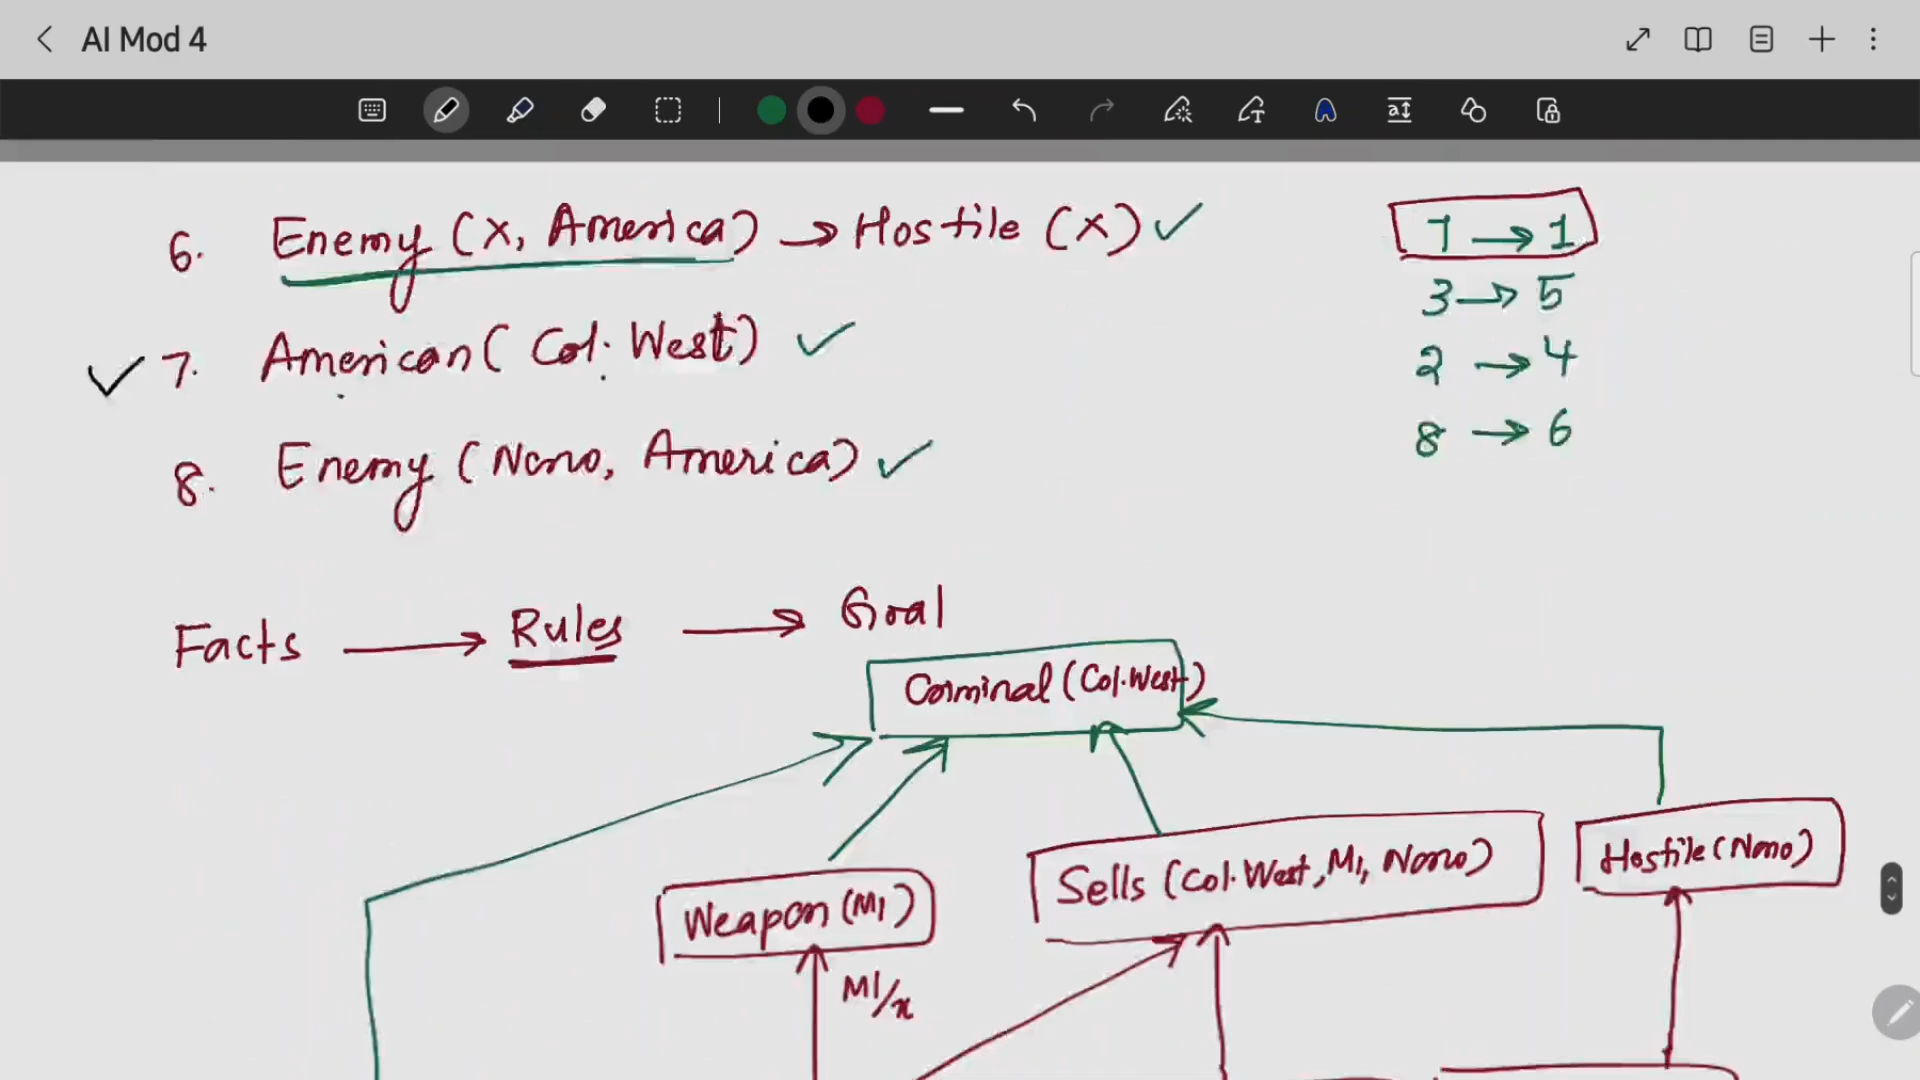 AI Mod 4
6. Enemy (x, America) → Hostile (x) ✓
7 → 1
3 → 5
✓ 7. American( Col. West) ✓
2 → 4
8. Enemy (Nono, America) ✓
8 → 6
Facts → Rules → Goal
Criminal (Col.West)
Weapon (M1)
Sells (Col.West, M1, Nono)
Hostile (Nono)
M1/x